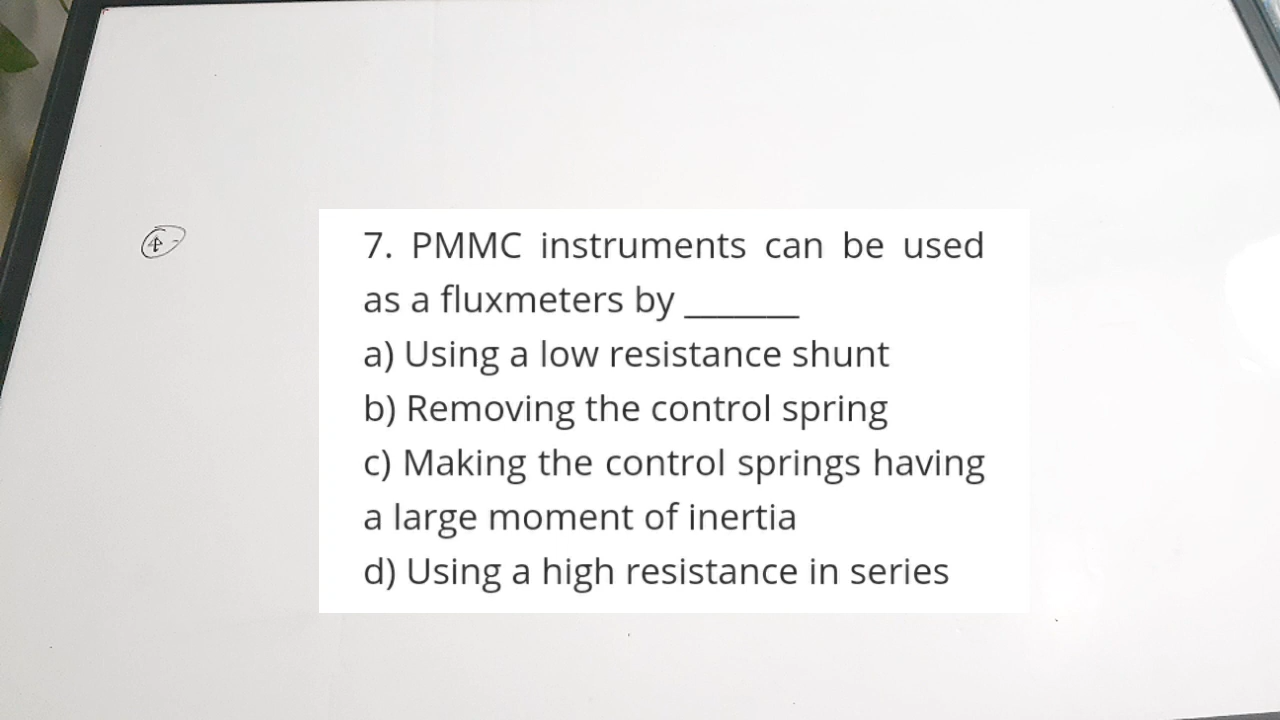 7. PMMC instruments can be used
as a fluxmeters by ______
a) Using a low resistance shunt
b) Removing the control spring
c) Making the control springs having
a large moment of inertia
d) Using a high resistance in series